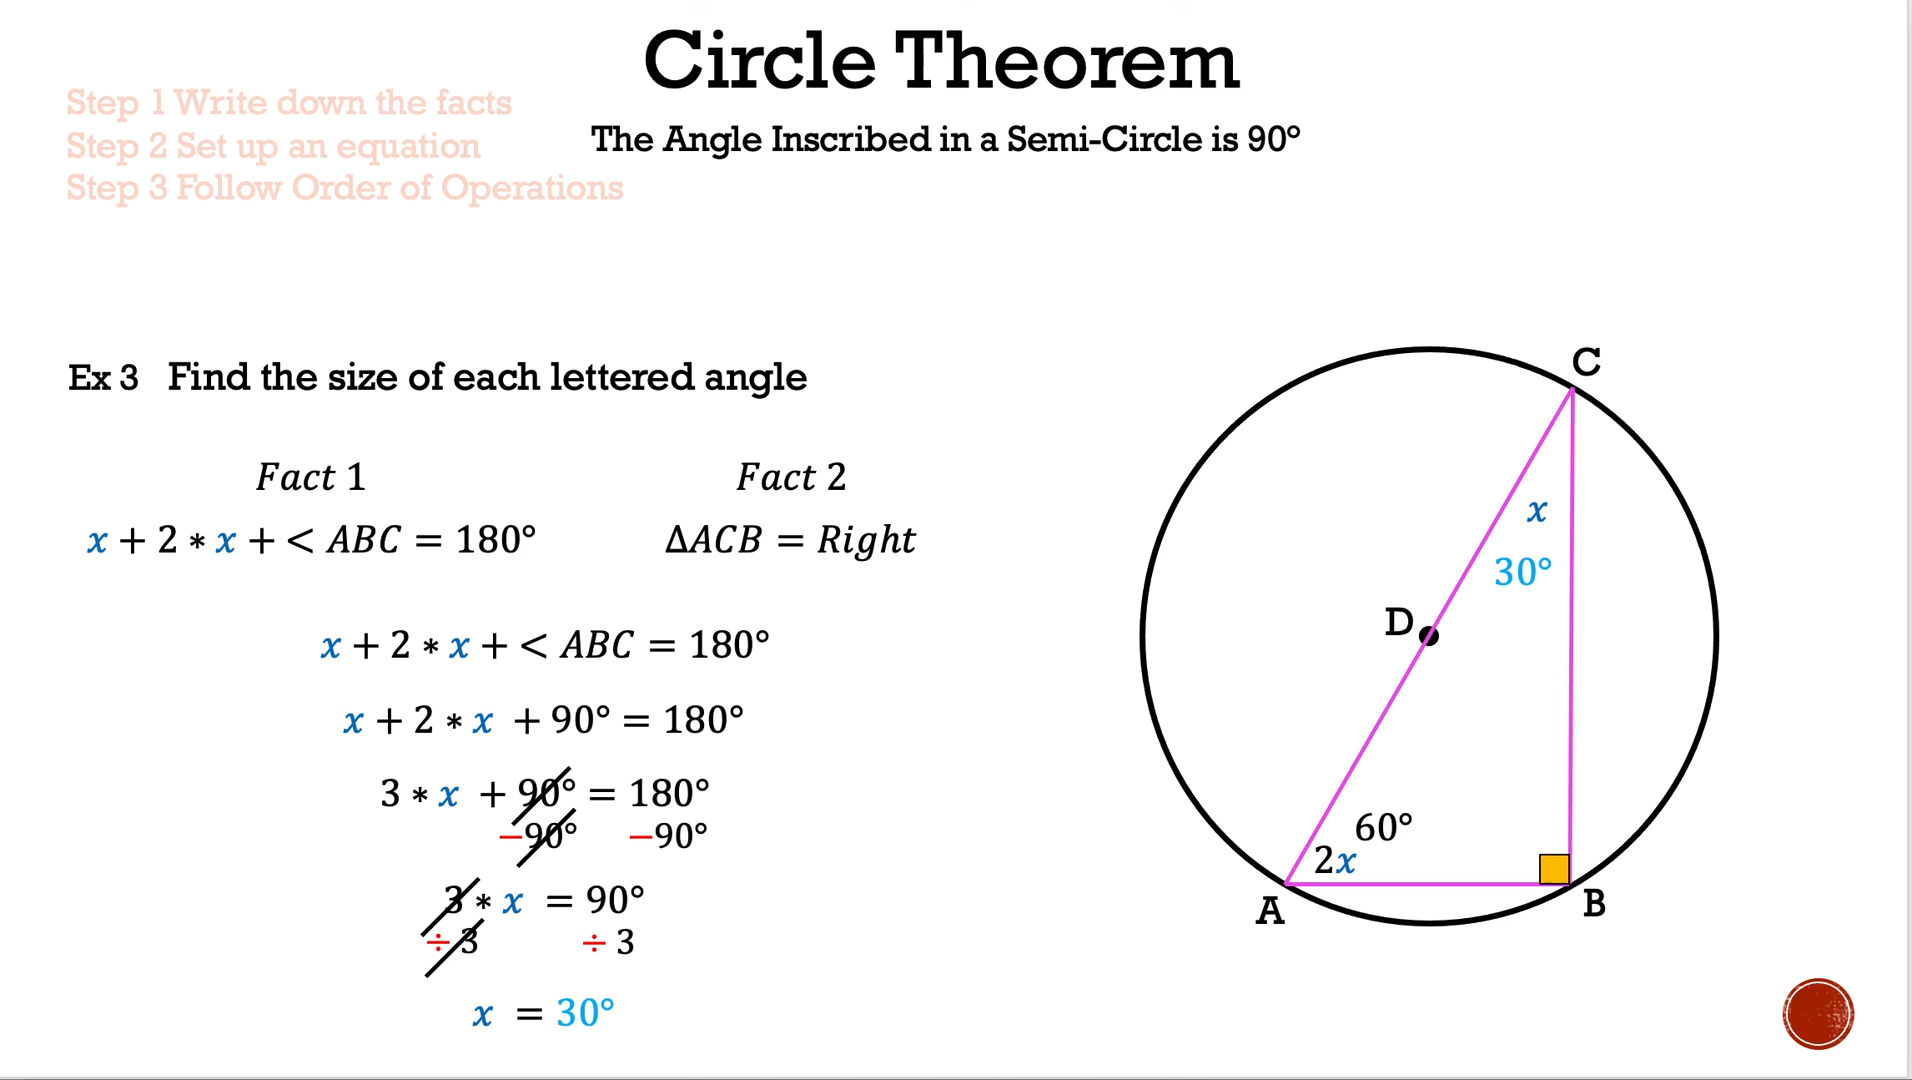 Circle Theorem
Step 1 Write down the facts
Step 2 Set up an equation
The Angle Inscribed in a Semi-Circle is 90°
Step 3 Follow Order of Operations
Ex 3 Find the size of each lettered angle
Fact 1
Fact 2
x + 2 ∗ x + < ABC = 180°
ΔACB = Right
x + 2 ∗ x + < ABC = 180°
x + 2 ∗ x + 90° = 180°
3 ∗ x + 90° = 180°
−90° −90°
3 ∗ x = 90°
÷ 3 ÷ 3
x = 30°
C
x
30°
D
60°
2x
A
B